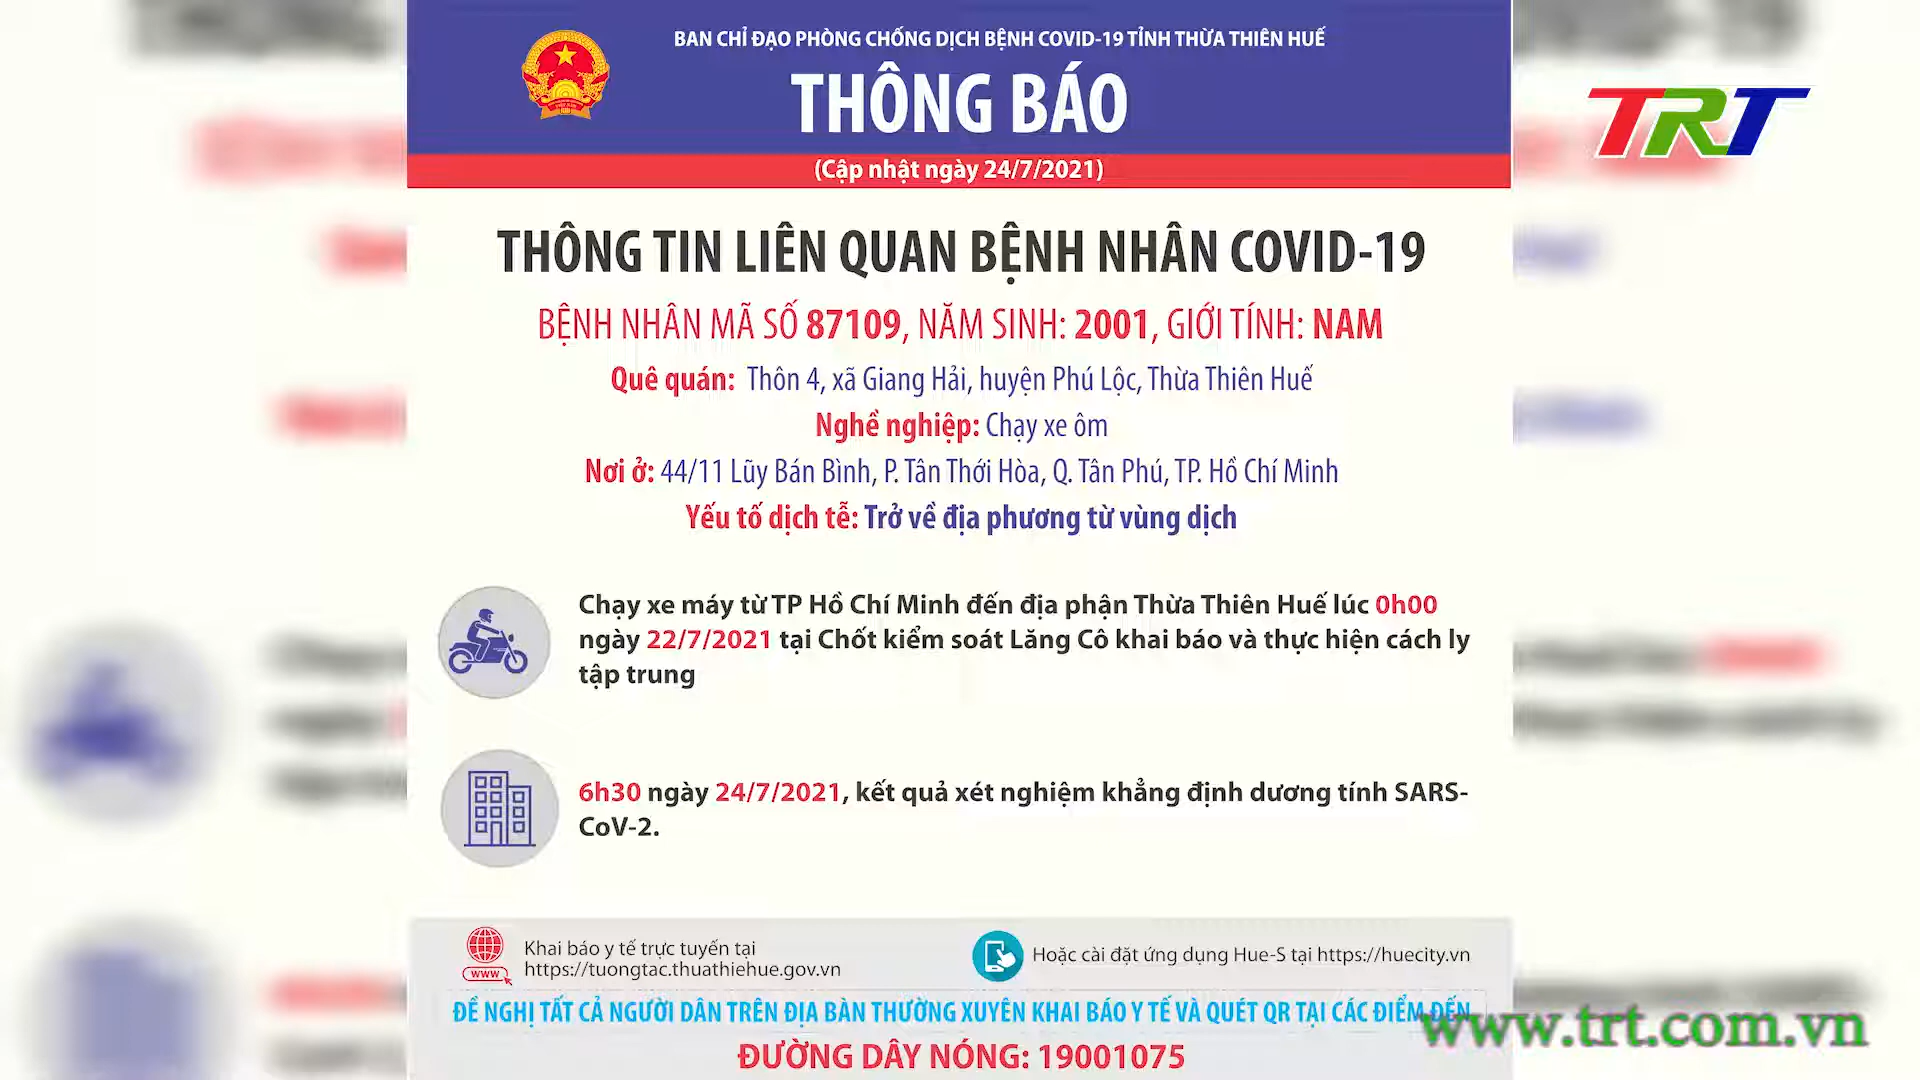 BAN CHỈ ĐẠO PHÒNG CHỐNG DỊCH BỆNH COVID-19 TỈNH THỪA THIÊN HUẾ
THÔNG BÁO
(Cập nhật ngày 24/7/2021)
TRT
THÔNG TIN LIÊN QUAN BỆNH NHÂN COVID-19
BỆNH NHÂN MÃ SỐ 87109, NĂM SINH: 2001, GIỚI TÍNH: NAM
Quê quán: Thôn 4, xã Giang Hải, huyện Phú Lộc, Thừa Thiên Huế
Nghề nghiệp: Chạy xe ôm
Nơi ở: 44/11 Lũy Bán Bình, P. Tân Thới Hòa, Q. Tân Phú, TP. Hồ Chí Minh
Yếu tố dịch tễ: Trở về địa phương từ vùng dịch
Chạy xe máy từ TP Hồ Chí Minh đến địa phận Thừa Thiên Huế lúc 0h00
ngày 22/7/2021 tại Chốt kiểm soát Lăng Cô khai báo và thực hiện cách ly
tập trung
6h30 ngày 24/7/2021, kết quả xét nghiệm khẳng định dương tính SARS-
CoV-2.
Khai báo y tế trực tuyến tại
https://tuongtac.thuathiehue.gov.vn
www
Hoặc cài đặt ứng dụng Hue-S tại https://huecity.vn
ĐỀ NGHỊ TẤT CẢ NGƯỜI DÂN TRÊN ĐỊA BÀN THƯỜNG XUYÊN KHAI BÁO Y TẾ VÀ QUÉT QR TẠI CÁC ĐIỂM ĐẾN
www.trt.com.vn
ĐƯỜNG DÂY NÓNG: 19001075